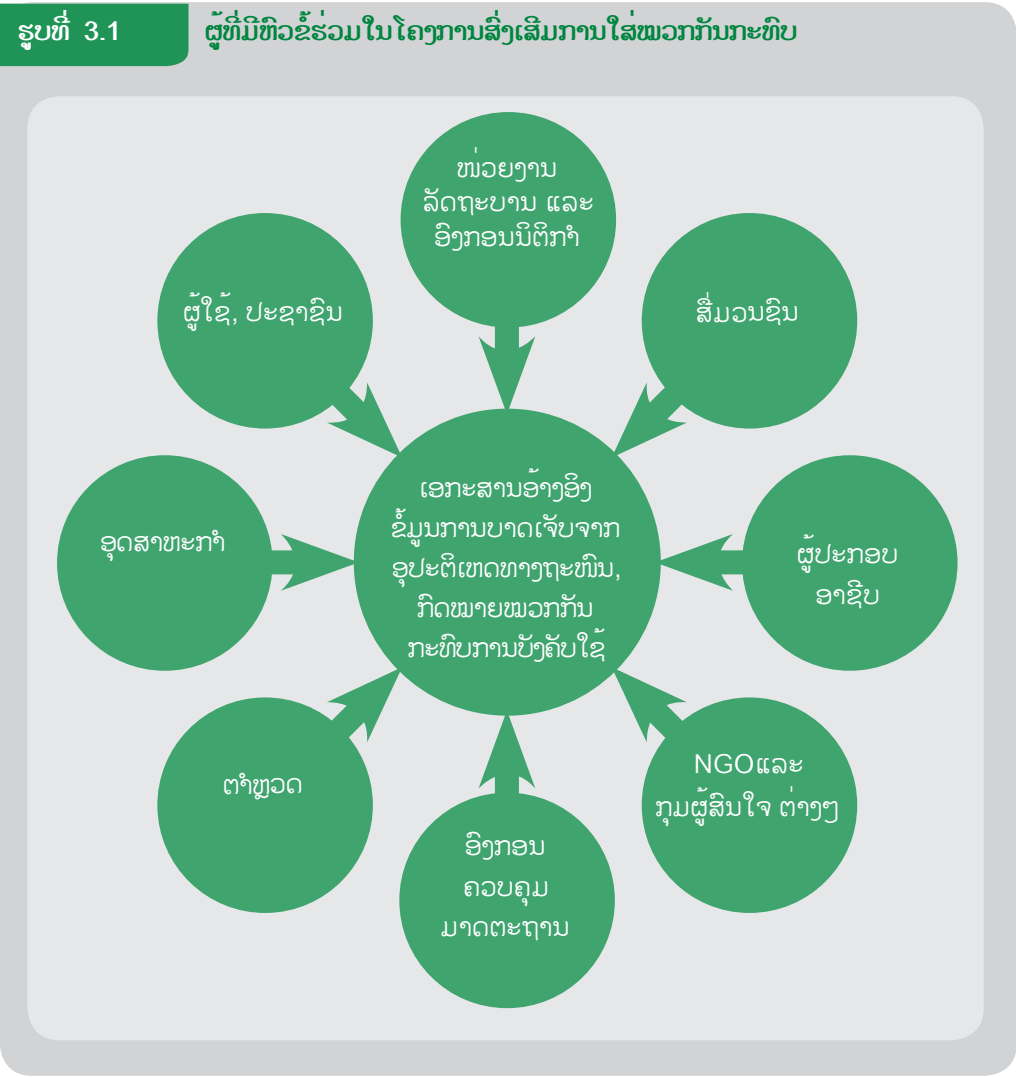 ຮູບທີ່ 3.1
ຜູ້ທີ່ມີຫົວຂໍ້ຮ່ວມໃນໂຄງການສົ່ງເສີມການໃສ່ໝວກກັນກະທົບ
ໜ່ວຍງານ
ລັດຖະບານ ແລະ
ອົງກອນນິຕິກຳ
ຜູ້ໃຊ້, ປະຊາຊົນ
ສື່ມວນຊົນ
ເອກະສານອ້າງອີງ
ຂໍ້ມູນການບາດເຈັບຈາກ
ອຸປະຕິເຫດທາງຖະໜົນ,
ກົດໝາຍໝວກກັນ
ກະທົບການບັງຄັບໃຊ້
ອຸດສາຫະກຳ
ຜູ້ປະກອບ
ອາຊີບ
ຕຳຫຼວດ
NGOແລະ
ກຸມຜູ້ສົນໃຈ ຕ່າງໆ
ອົງກອນ
ຄວບຄຸມ
ມາດຕະຖານ